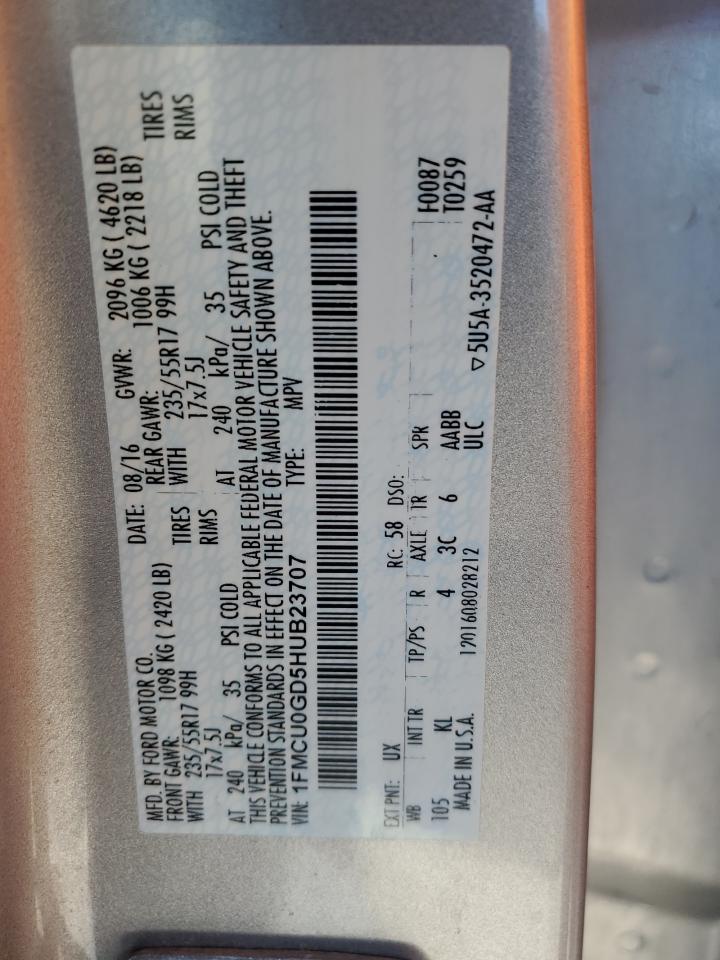 MFD. BY FORD MOTOR CO. DATE: 08/16 GVWR: 2096 KG ( 4620 LB)
FRONT GAWR: 1098 KG ( 2420 LB) REAR GAWR: 1006 KG ( 2218 LB)
WITH 235/55R17 99H TIRES WITH 235/55R17 99H TIRES
17x7.5J RIMS 17x7.5J RIMS
AT 240 kPa/ 35 PSI COLD AT 240 kPa/ 35 PSI COLD
THIS VEHICLE CONFORMS TO ALL APPLICABLE FEDERAL MOTOR VEHICLE SAFETY AND THEFT
PREVENTION STANDARDS IN EFFECT ON THE DATE OF MANUFACTURE SHOWN ABOVE.
VIN: 1FMCU0GD5HUB23707 TYPE: MPV
EXT PNT: UX RC: 58 DSO:
WB INT TR TP/PS R AXLE TR SPR F0087
105 KL 4 3C 6 AABB T0259
MADE IN U.S.A. 120160B028212 ULC
▽ 5U5A-3520472-AA